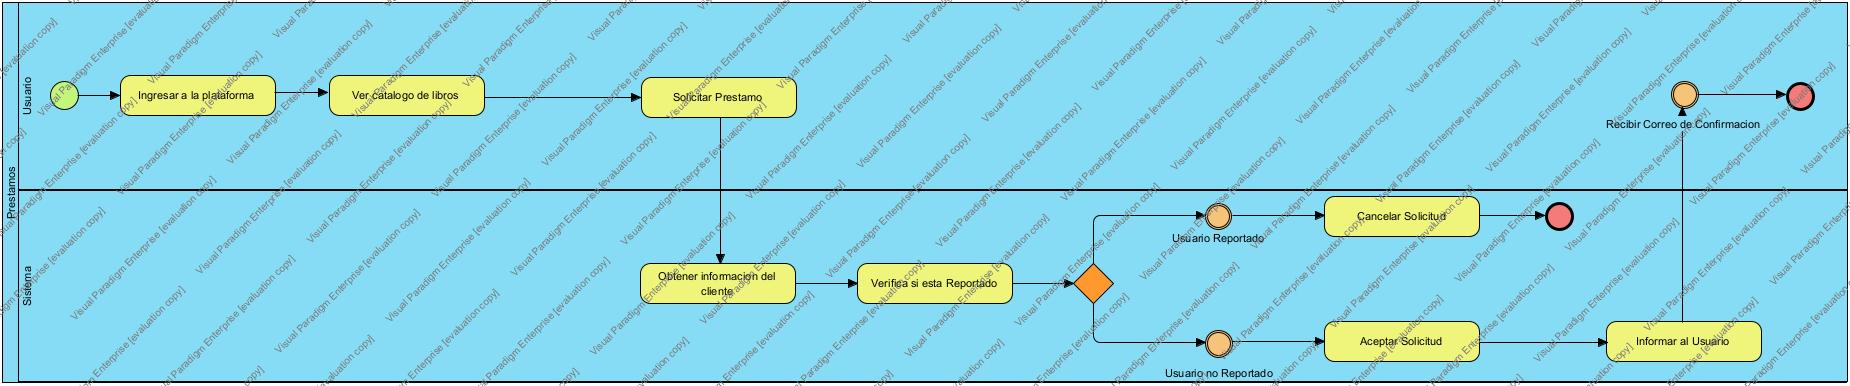 Prestamos
Usuario
Ingresar a la plataforma
Ver catalogo de libros
Solicitar Prestamo
Recibir Correo de Confirmacion
Sistema
Obtener informacion del
cliente
Verifica si esta Reportado
Usuario Reportado
Cancelar Solicitud
Usuario no Reportado
Aceptar Solicitud
Informar al Usuario
Visual Paradigm Enterprise [evaluation copy]